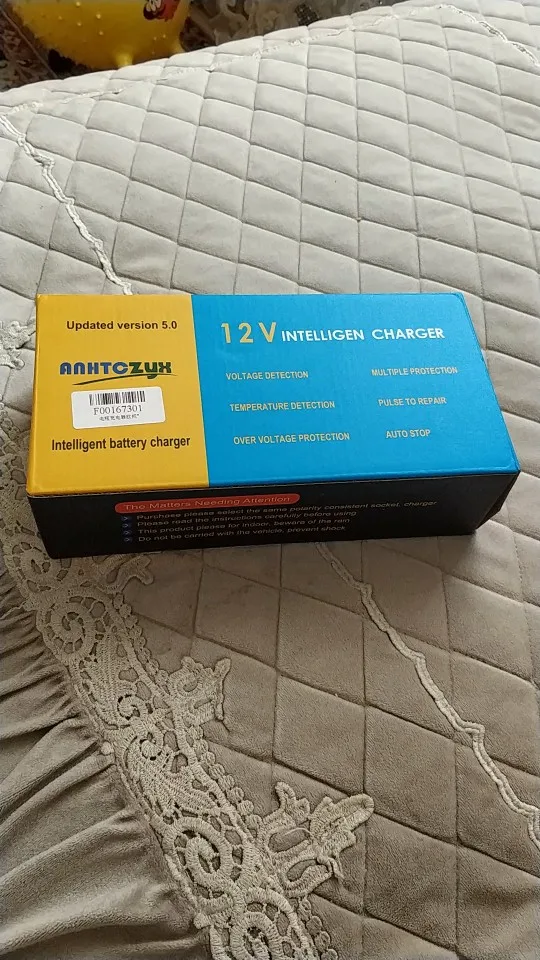 Updated version 5.0
ANHTCZYX
F00167301
Intelligent battery charger
12V INTELLIGEN CHARGER
VOLTAGE DETECTION
MULTIPLE PROTECTION
TEMPERATURE DETECTION
PULSE TO REPAIR
OVER VOLTAGE PROTECTION
AUTO STOP
The Matters Needing Attention
Purchase please select the same polarity consistent socket, charger
Please read the instructions carefully before using
This product please for indoor, beware of the rain
Do not be carried with the vehicle, prevent shock